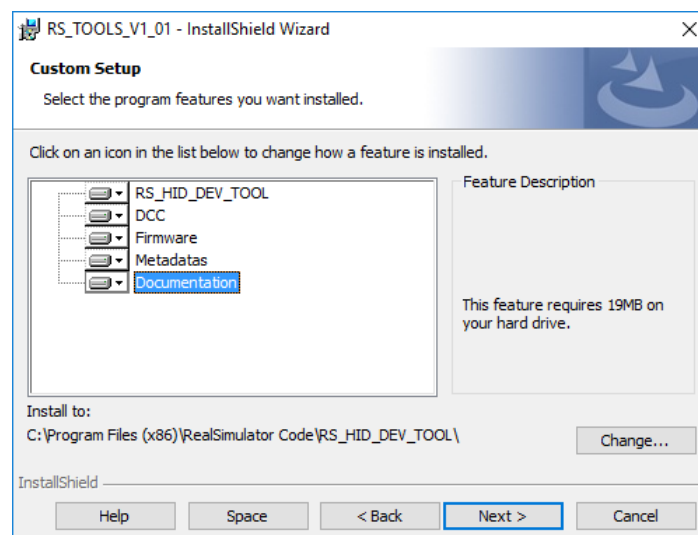 RS_TOOLS_V1_01 - InstallShield Wizard
Custom Setup
Select the program features you want installed.
Click on an icon in the list below to change how a feature is installed.
RS_HID_DEV_TOOL
DCC
Firmware
Metadatas
Documentation
Feature Description
This feature requires 19MB on
your hard drive.
Install to:
C:\Program Files (x86)\RealSimulator Code\RS_HID_DEV_TOOL\
Change...
InstallShield
Help
Space
< Back
Next >
Cancel